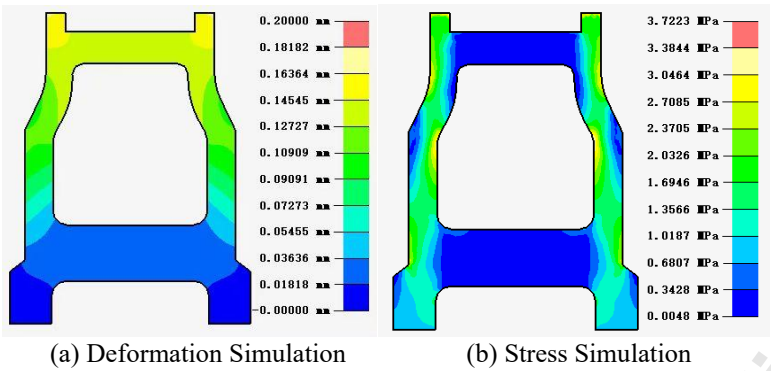 0.20000 mm
0.18182 mm
0.16364 mm
0.14545 mm
0.12727 mm
0.10909 mm
0.09091 mm
0.07273 mm
0.05455 mm
0.03636 mm
0.01818 mm
0.00000 mm
3.7223 MPa
3.3844 MPa
3.0464 MPa
2.7085 MPa
2.3705 MPa
2.0326 MPa
1.6946 MPa
1.3566 MPa
1.0187 MPa
0.6807 MPa
0.3428 MPa
0.0048 MPa
(a) Deformation Simulation
(b) Stress Simulation